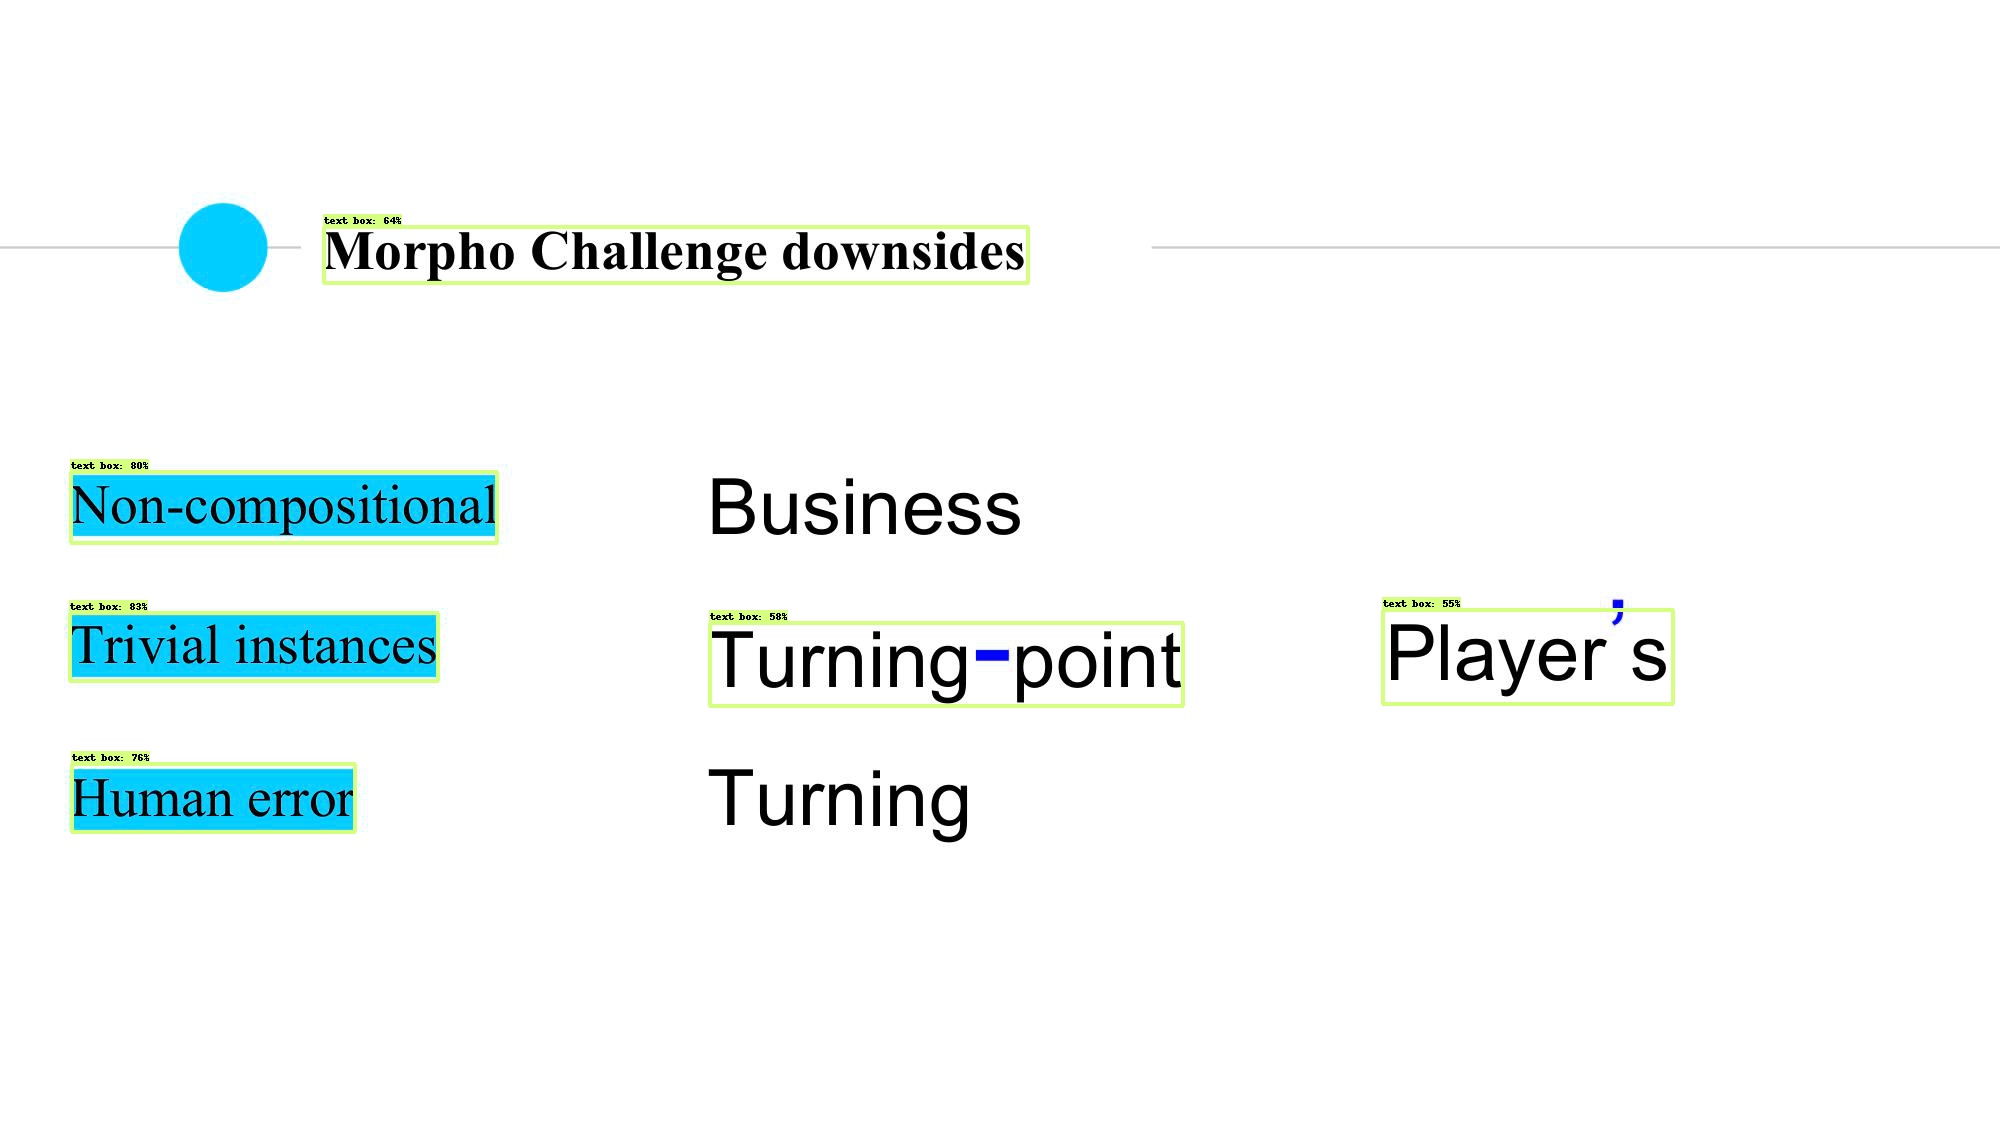 text box: 64%
Morpho Challenge downsides
text box: 80%
Non-compositional
Business
text box: 83%
Trivial instances
text box: 58%
Turning-point
text box: 55%
Player's
text box: 76%
Human error
Turning